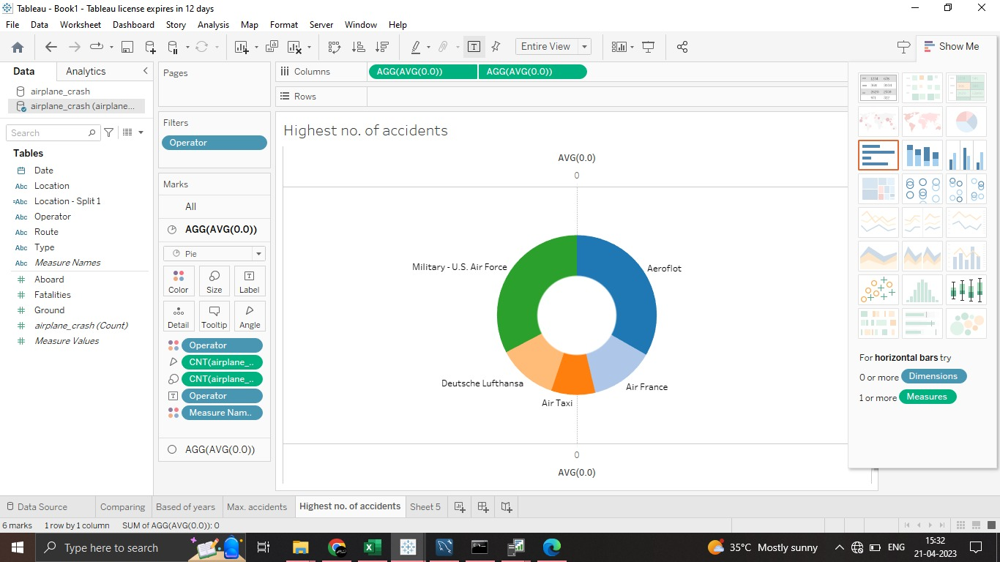 Tableau - Book1 - Tableau license expires in 12 days
File Data Worksheet Dashboard Story Analysis Map Format Server Window Help
Entire View
Show Me
Data Analytics
airplane_crash
airplane_crash (airplane...
Search
Tables
Date
Abc Location
=Abc Location - Split 1
Abc Operator
Abc Route
Abc Type
Abc Measure Names
# Aboard
# Fatalities
# Ground
# airplane_crash (Count)
# Measure Values
Pages
Filters
Operator
Marks
All
AGG(AVG(0.0))
Pie
Color Size Label
Detail Tooltip Angle
Operator
CNT(airplane_..
CNT(airplane_..
Operator
Measure Nam..
AGG(AVG(0.0))
Columns AGG(AVG(0.0)) AGG(AVG(0.0))
Rows
Highest no. of accidents
AVG(0.0)
0
Military - U.S. Air Force
Aeroflot
Deutsche Lufthansa
Air France
Air Taxi
0
AVG(0.0)
For horizontal bars try
0 or more Dimensions
1 or more Measures
Data Source Comparing Based of years Max. accidents Highest no. of accidents Sheet 5
6 marks 1 row by 1 column SUM of AGG(AVG(0.0)): 0
Type here to search
35°C Mostly sunny
ENG
15:32
21-04-2023